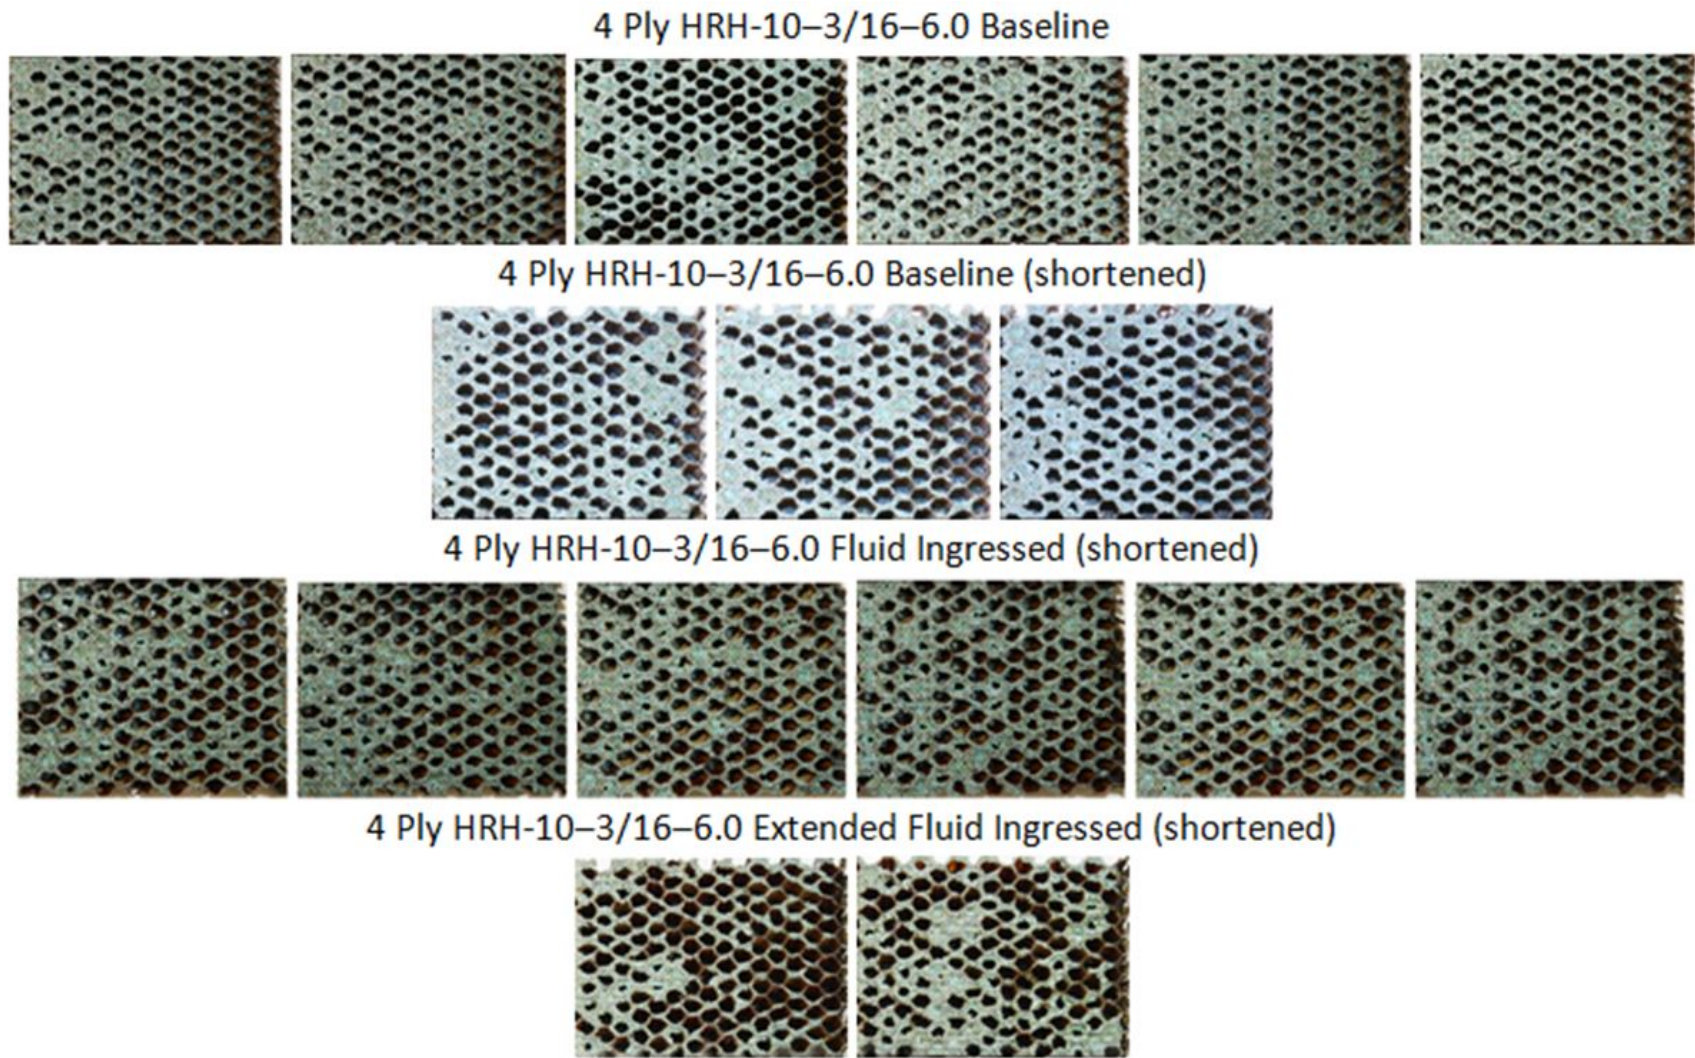 4 Ply HRH-10–3/16–6.0 Baseline
4 Ply HRH-10–3/16–6.0 Baseline (shortened)
4 Ply HRH-10–3/16–6.0 Fluid Ingressed (shortened)
4 Ply HRH-10–3/16–6.0 Extended Fluid Ingressed (shortened)